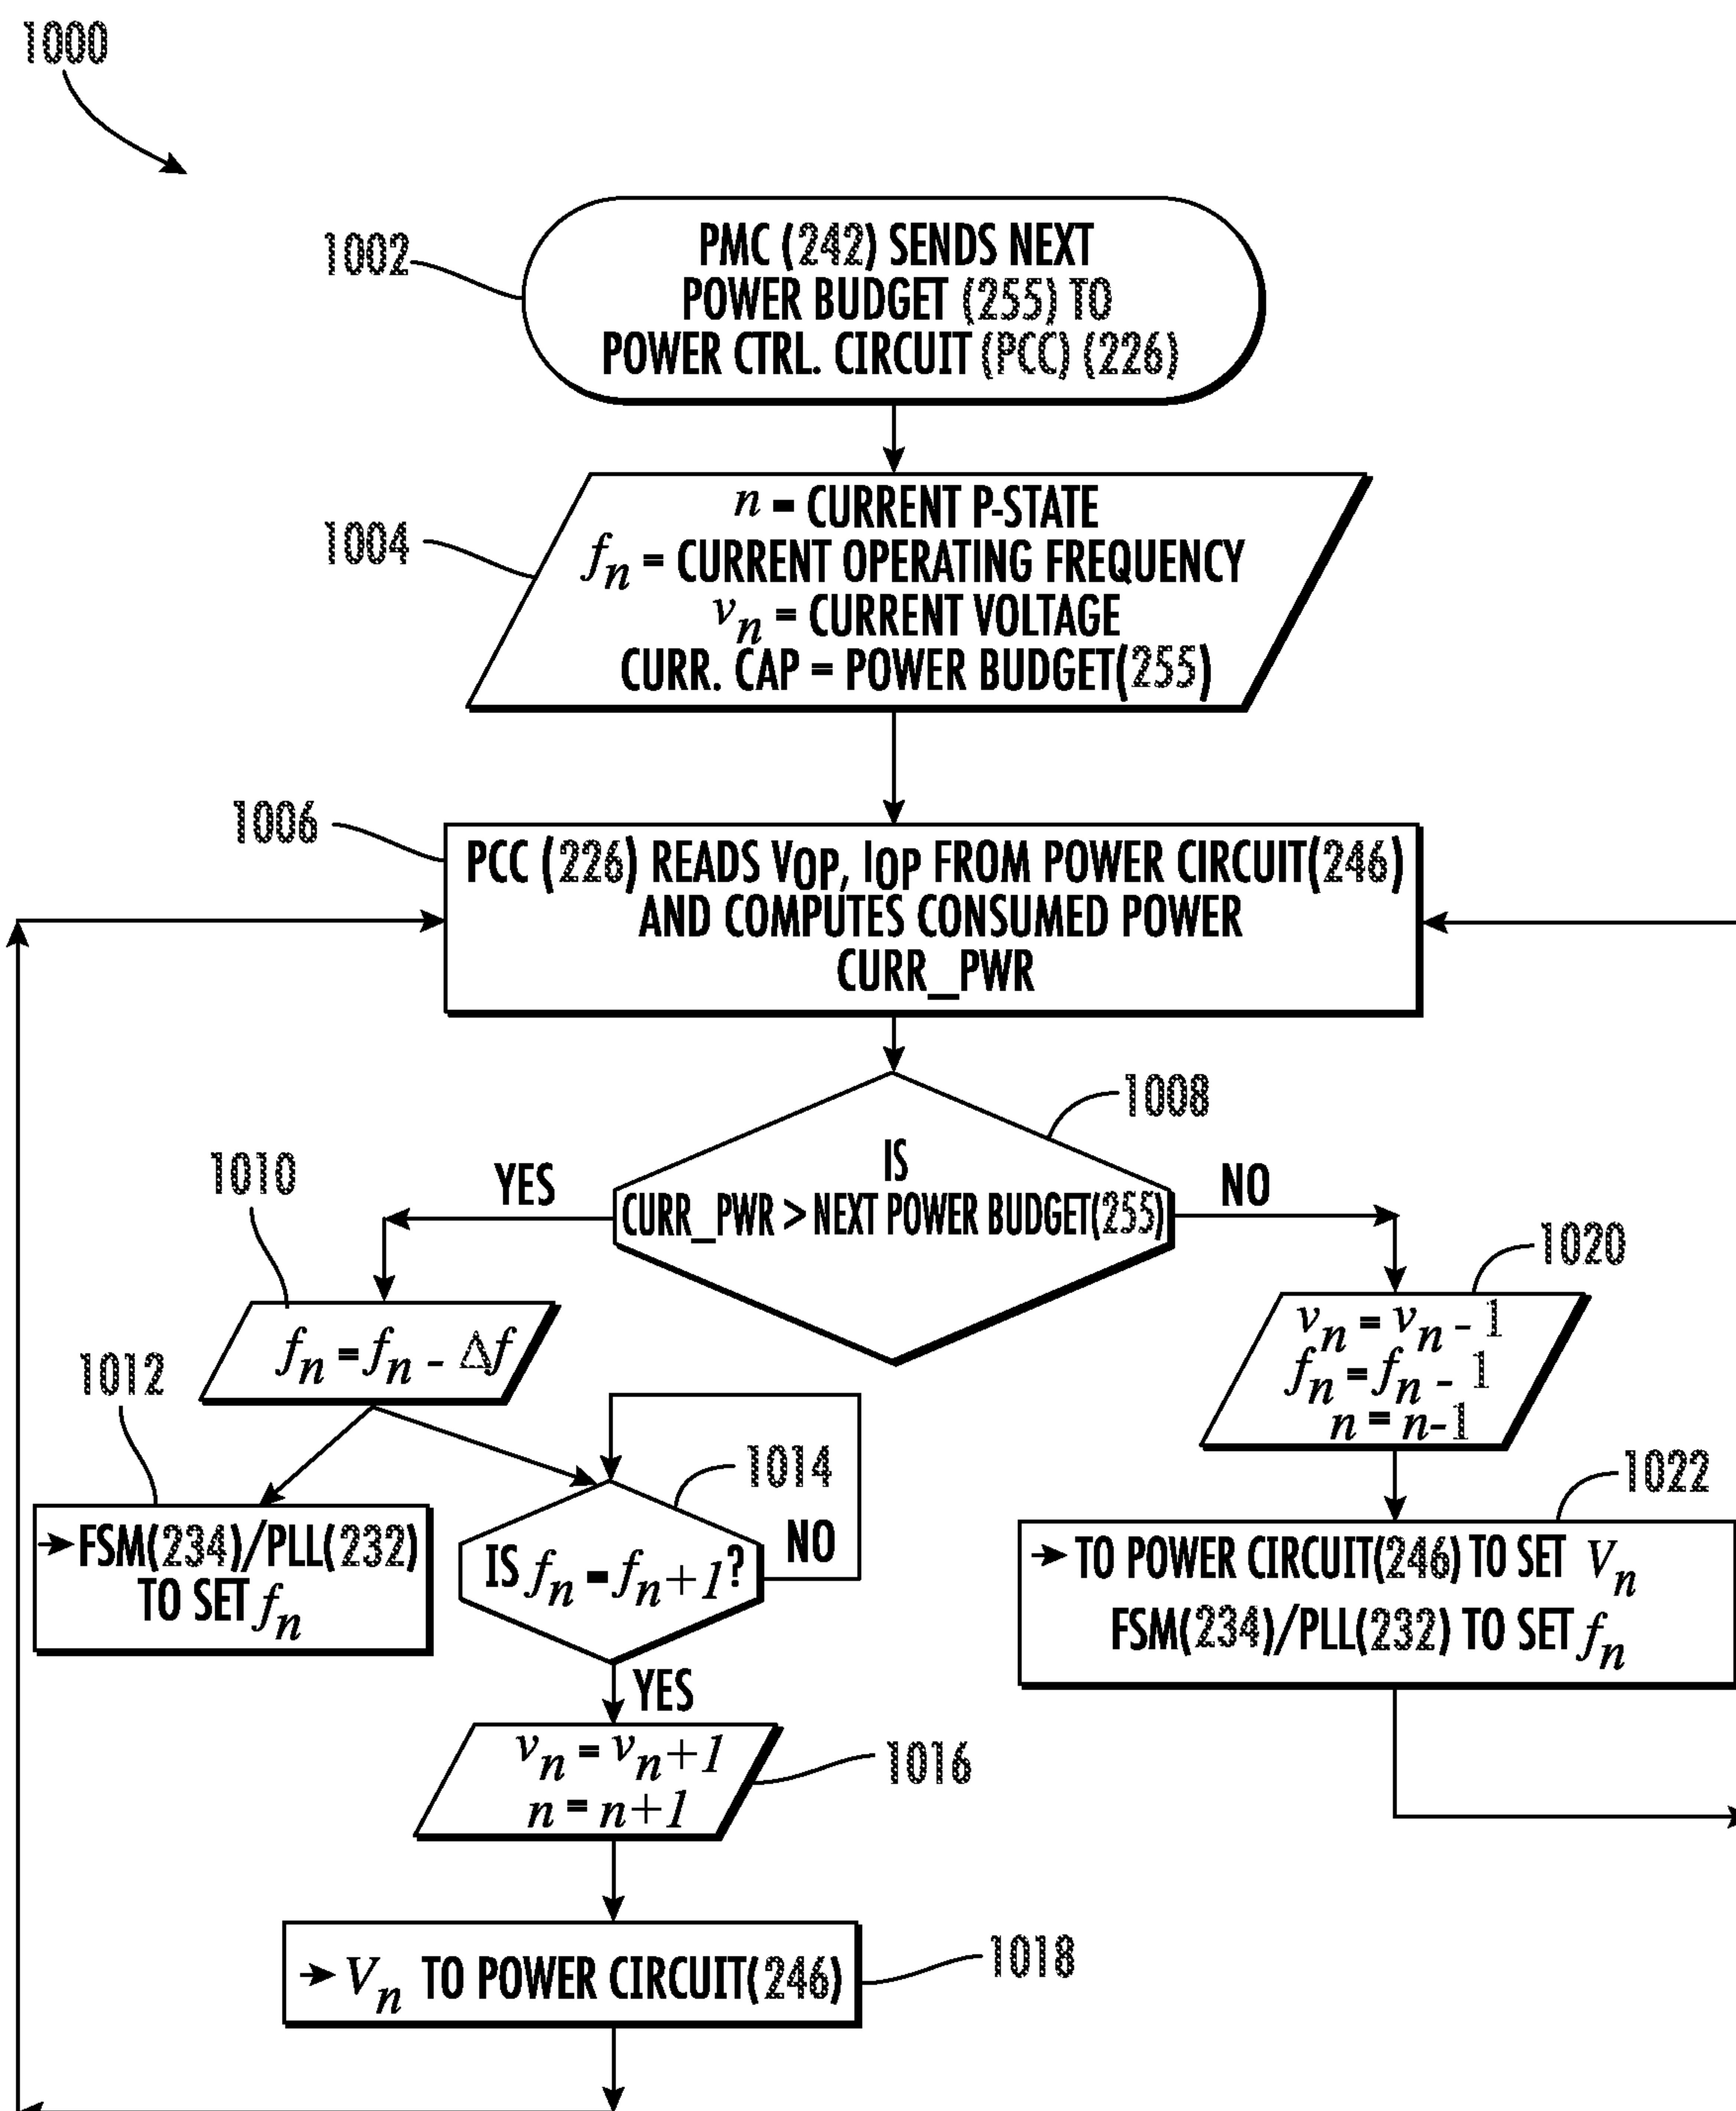 1000
1002
PMC (242) SENDS NEXT
POWER BUDGET (255) TO
POWER CTRL. CIRCUIT (PCC) (226)
1004
n = CURRENT P-STATE
fn = CURRENT OPERATING FREQUENCY
vn = CURRENT VOLTAGE
CURR. CAP = POWER BUDGET(255)
1006
PCC (226) READS VOP, IOP FROM POWER CIRCUIT(246)
AND COMPUTES CONSUMED POWER
CURR_PWR
1008
IS
CURR_PWR > NEXT POWER BUDGET(255)
YES
NO
1010
fn = fn - Δf
1012
→ FSM(234)/PLL(232)
TO SET fn
1014
IS fn = fn+1?
NO
YES
vn = vn+1
n = n+1
1016
→ Vn TO POWER CIRCUIT(246)
1018
1020
vn = vn - 1
fn = fn - 1
n = n-1
1022
→ TO POWER CIRCUIT(246) TO SET Vn
FSM(234)/PLL(232) TO SET fn